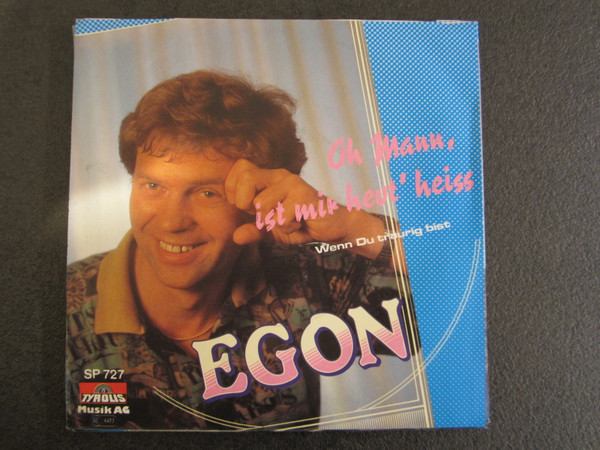 Oh Mann,
ist mir heut' heiss
Wenn Du traurig bist
EGON
SP 727
TYROLIS
Musik AG